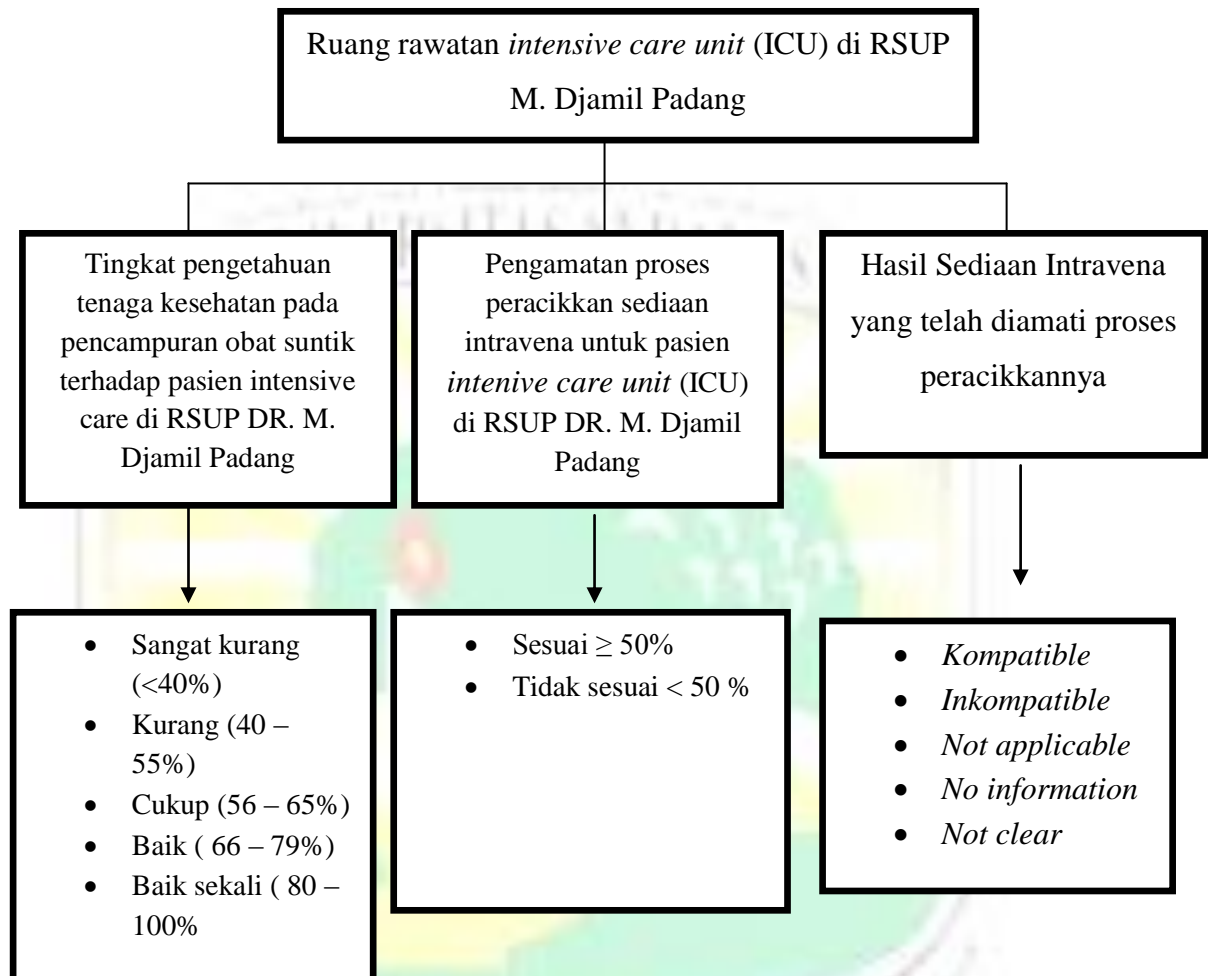 Ruang rawatan intensive care unit (ICU) di RSUP
M. Djamil Padang
Tingkat pengetahuan
tenaga kesehatan pada
pencampuran obat suntik
terhadap pasien intensive
care di RSUP DR. M.
Djamil Padang
Pengamatan proses
peracikkan sediaan
intravena untuk pasien
intenive care unit (ICU)
di RSUP DR. M. Djamil
Padang
Hasil Sediaan Intravena
yang telah diamati proses
peracikkannya
• Sangat kurang
(<40%)
• Kurang (40 –
55%)
• Cukup (56 – 65%)
• Baik ( 66 – 79%)
• Baik sekali ( 80 –
100%
• Sesuai ≥ 50%
• Tidak sesuai < 50 %
• Kompatible
• Inkompatible
• Not applicable
• No information
• Not clear